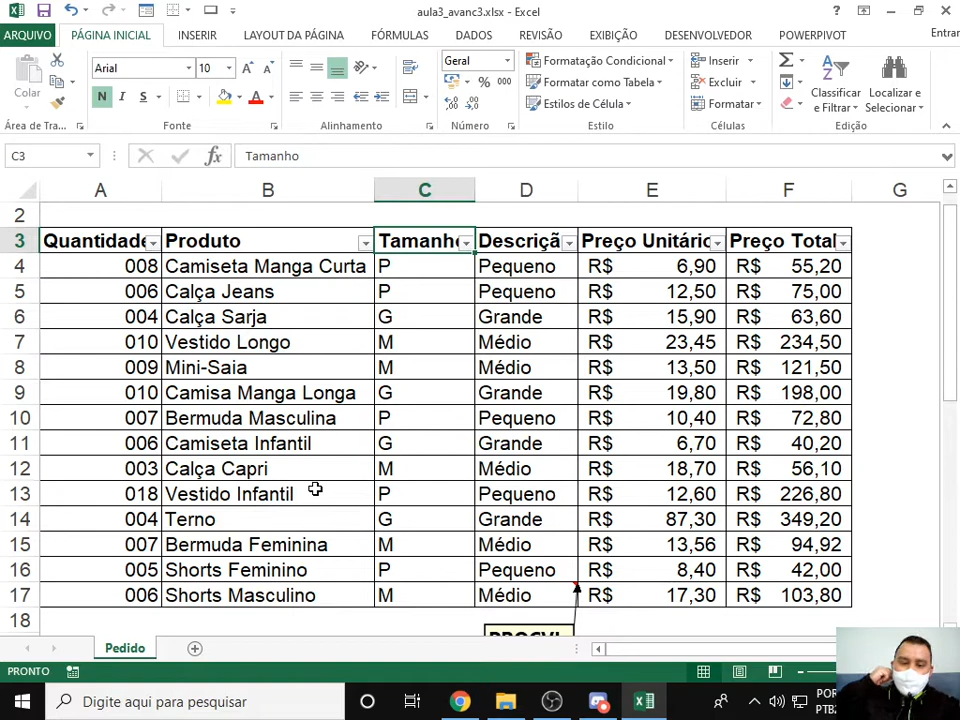 aula3_avanc3.xlsx - Excel
ARQUIVO PÁGINA INICIAL INSERIR LAYOUT DA PÁGINA FÓRMULAS DADOS REVISÃO EXIBIÇÃO DESENVOLVEDOR POWERPIVOT Entrar
Colar
Arial 10
N I S
Geral
% 000
Formatação Condicional
Formatar como Tabela
Estilos de Célula
Inserir
Excluir
Formatar
Classificar e Filtrar
Localizar e Selecionar
Área de Tra... Fonte Alinhamento Número Estilo Células Edição
C3 fx Tamanho
A B C D E F G
2
3 Quantidade Produto Tamanh Descriçã Preço Unitári Preço Total
4 008 Camiseta Manga Curta P Pequeno R$ 6,90 R$ 55,20
5 006 Calça Jeans P Pequeno R$ 12,50 R$ 75,00
6 004 Calça Sarja G Grande R$ 15,90 R$ 63,60
7 010 Vestido Longo M Médio R$ 23,45 R$ 234,50
8 009 Mini-Saia M Médio R$ 13,50 R$ 121,50
9 010 Camisa Manga Longa G Grande R$ 19,80 R$ 198,00
10 007 Bermuda Masculina P Pequeno R$ 10,40 R$ 72,80
11 006 Camiseta Infantil G Grande R$ 6,70 R$ 40,20
12 003 Calça Capri M Médio R$ 18,70 R$ 56,10
13 018 Vestido Infantil P Pequeno R$ 12,60 R$ 226,80
14 004 Terno G Grande R$ 87,30 R$ 349,20
15 007 Bermuda Feminina M Médio R$ 13,56 R$ 94,92
16 005 Shorts Feminino P Pequeno R$ 8,40 R$ 42,00
17 006 Shorts Masculino M Médio R$ 17,30 R$ 103,80
18
Pedido
PRONTO
Digite aqui para pesquisar
POR
PTB2